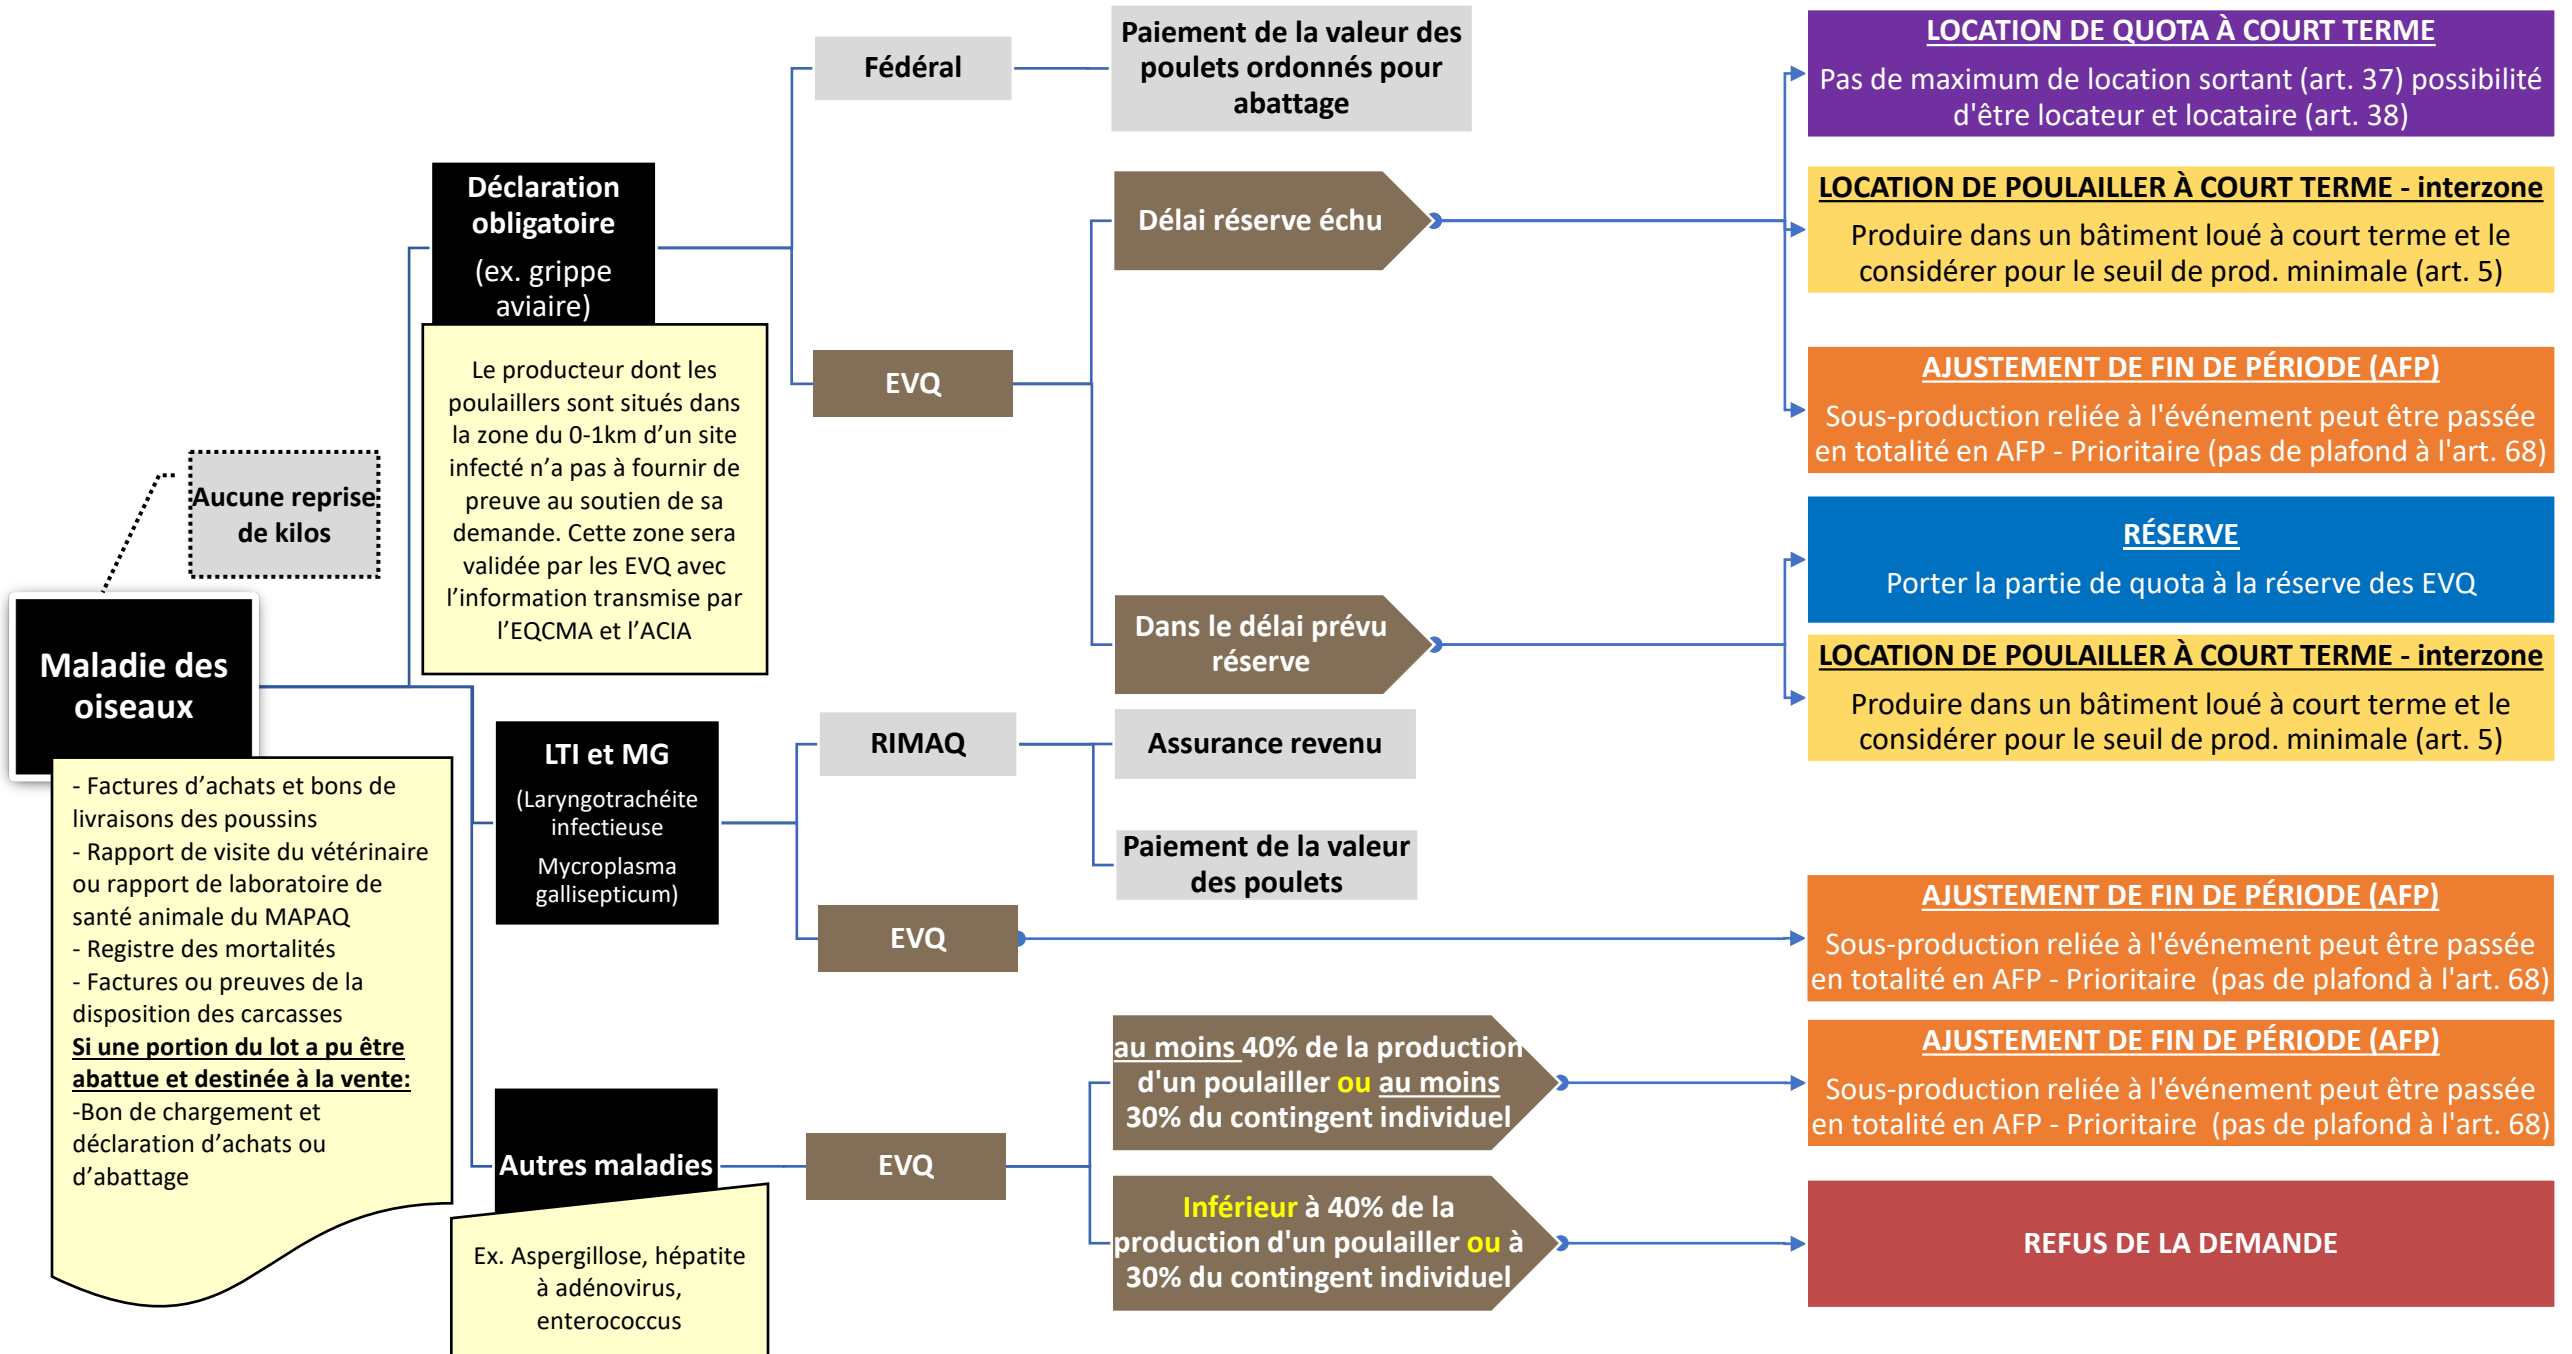 Aucune reprise
de kilos
Maladie des
oiseaux
- Factures d’achats et bons de
livraisons des poussins
- Rapport de visite du vétérinaire
ou rapport de laboratoire de
santé animale du MAPAQ
- Registre des mortalités
- Factures ou preuves de la
disposition des carcasses
Si une portion du lot a pu être
abattue et destinée à la vente:
-Bon de chargement et
déclaration d’achats ou
d’abattage
Déclaration
obligatoire
(ex. grippe
aviaire)
Le producteur dont les
poulaillers sont situés dans
la zone du 0-1km d’un site
infecté n’a pas à fournir de
preuve au soutien de sa
demande. Cette zone sera
validée par les EVQ avec
l’information transmise par
l’EQCMA et l’ACIA
Fédéral
Paiement de la valeur des
poulets ordonnés pour
abattage
EVQ
Délai réserve échu
LOCATION DE QUOTA À COURT TERME
Pas de maximum de location sortant (art. 37) possibilité
d'être locateur et locataire (art. 38)
LOCATION DE POULAILLER À COURT TERME - interzone
Produire dans un bâtiment loué à court terme et le
considérer pour le seuil de prod. minimale (art. 5)
AJUSTEMENT DE FIN DE PÉRIODE (AFP)
Sous-production reliée à l'événement peut être passée
en totalité en AFP - Prioritaire (pas de plafond à l'art. 68)
Dans le délai prévu
réserve
RÉSERVE
Porter la partie de quota à la réserve des EVQ
LOCATION DE POULAILLER À COURT TERME - interzone
Produire dans un bâtiment loué à court terme et le
considérer pour le seuil de prod. minimale (art. 5)
LTI et MG
(Laryngotrachéite
infectieuse
Mycroplasma
gallisepticum)
RIMAQ
Assurance revenu
Paiement de la valeur
des poulets
EVQ
AJUSTEMENT DE FIN DE PÉRIODE (AFP)
Sous-production reliée à l'événement peut être passée
en totalité en AFP - Prioritaire (pas de plafond à l'art. 68)
Autres maladies
Ex. Aspergillose, hépatite
à adénovirus,
enterococcus
EVQ
au moins 40% de la production
d'un poulailler ou au moins
30% du contingent individuel
AJUSTEMENT DE FIN DE PÉRIODE (AFP)
Sous-production reliée à l'événement peut être passée
en totalité en AFP - Prioritaire (pas de plafond à l'art. 68)
Inférieur à 40% de la
production d'un poulailler ou à
30% du contingent individuel
REFUS DE LA DEMANDE